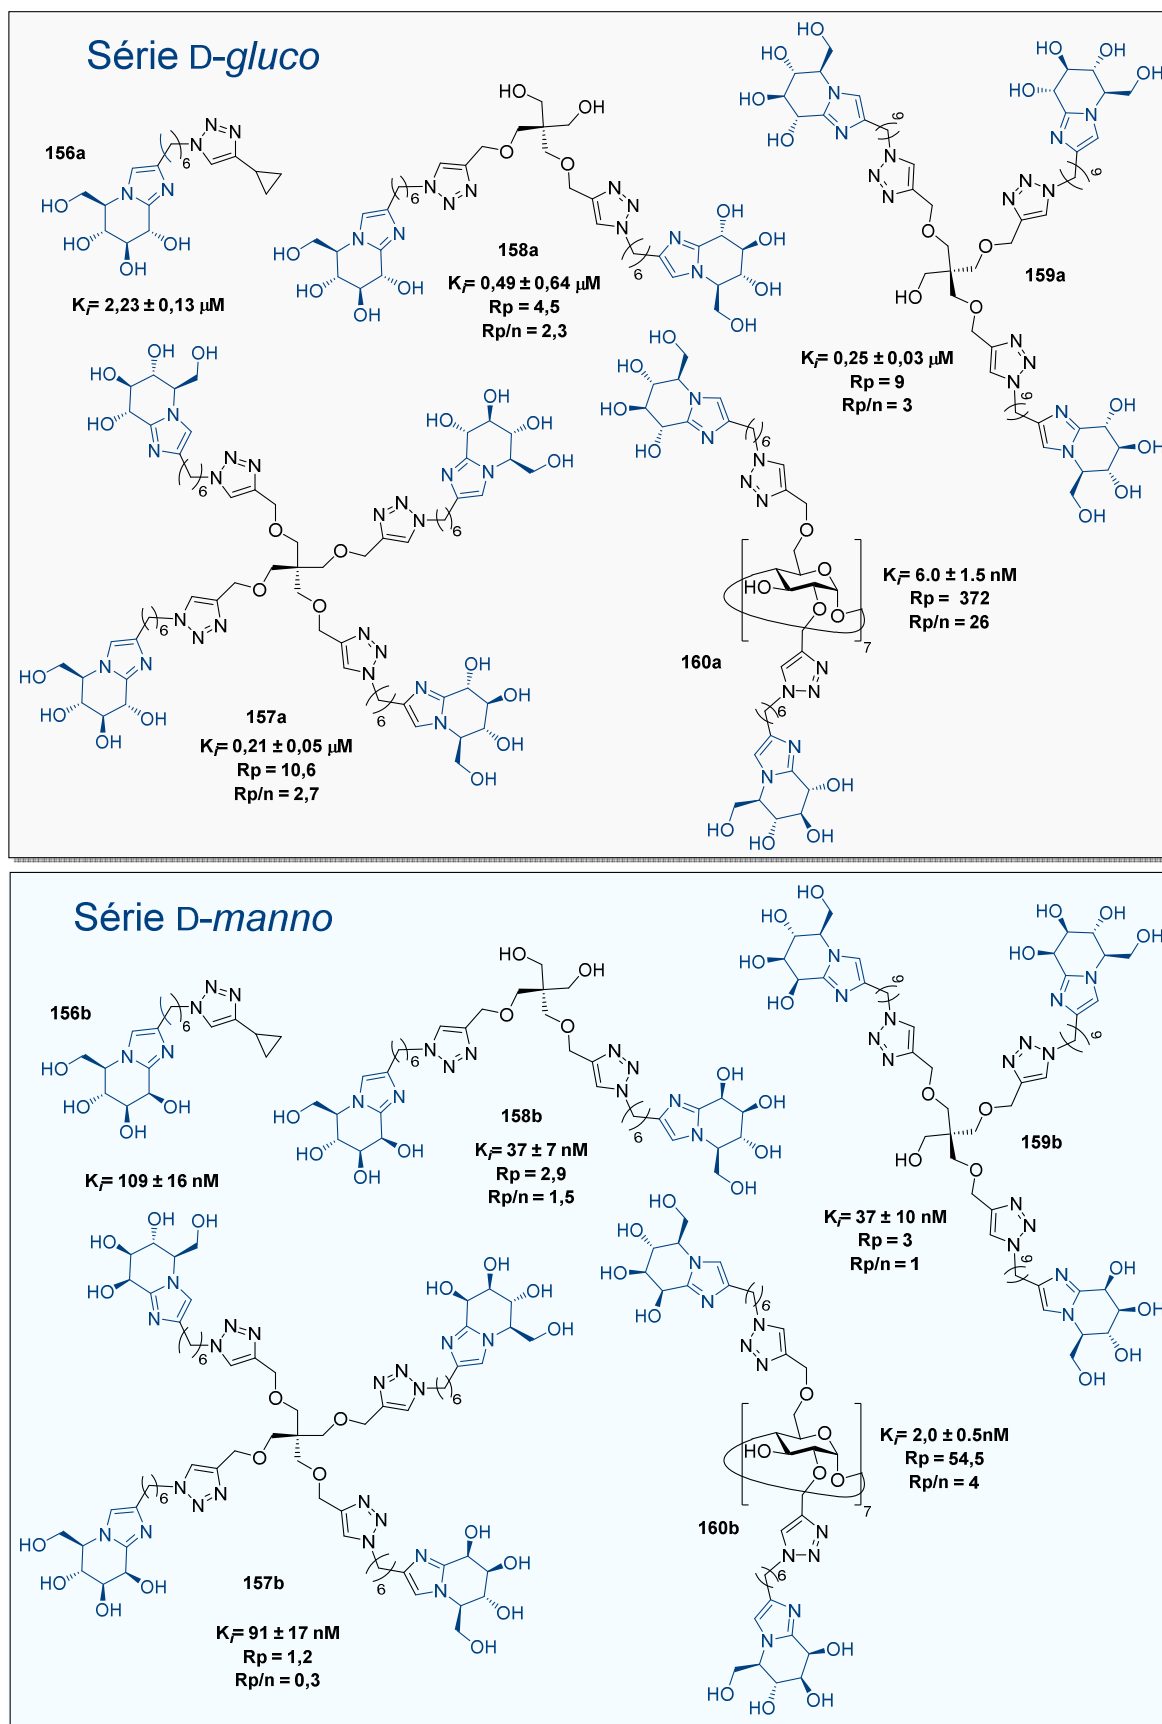 Série D-gluco
156a
Ki= 2,23 ± 0,13 µM
158a
Ki= 0,49 ± 0,64 µM
Rp = 4,5
Rp/n = 2,3
159a
Ki= 0,25 ± 0,03 µM
Rp = 9
Rp/n = 3
157a
Ki= 0,21 ± 0,05 µM
Rp = 10,6
Rp/n = 2,7
160a
Ki= 6.0 ± 1.5 nM
Rp = 372
Rp/n = 26
Série D-manno
156b
Ki= 109 ± 16 nM
158b
Ki= 37 ± 7 nM
Rp = 2,9
Rp/n = 1,5
159b
Ki= 37 ± 10 nM
Rp = 3
Rp/n = 1
157b
Ki= 91 ± 17 nM
Rp = 1,2
Rp/n = 0,3
160b
Ki= 2,0 ± 0.5nM
Rp = 54,5
Rp/n = 4